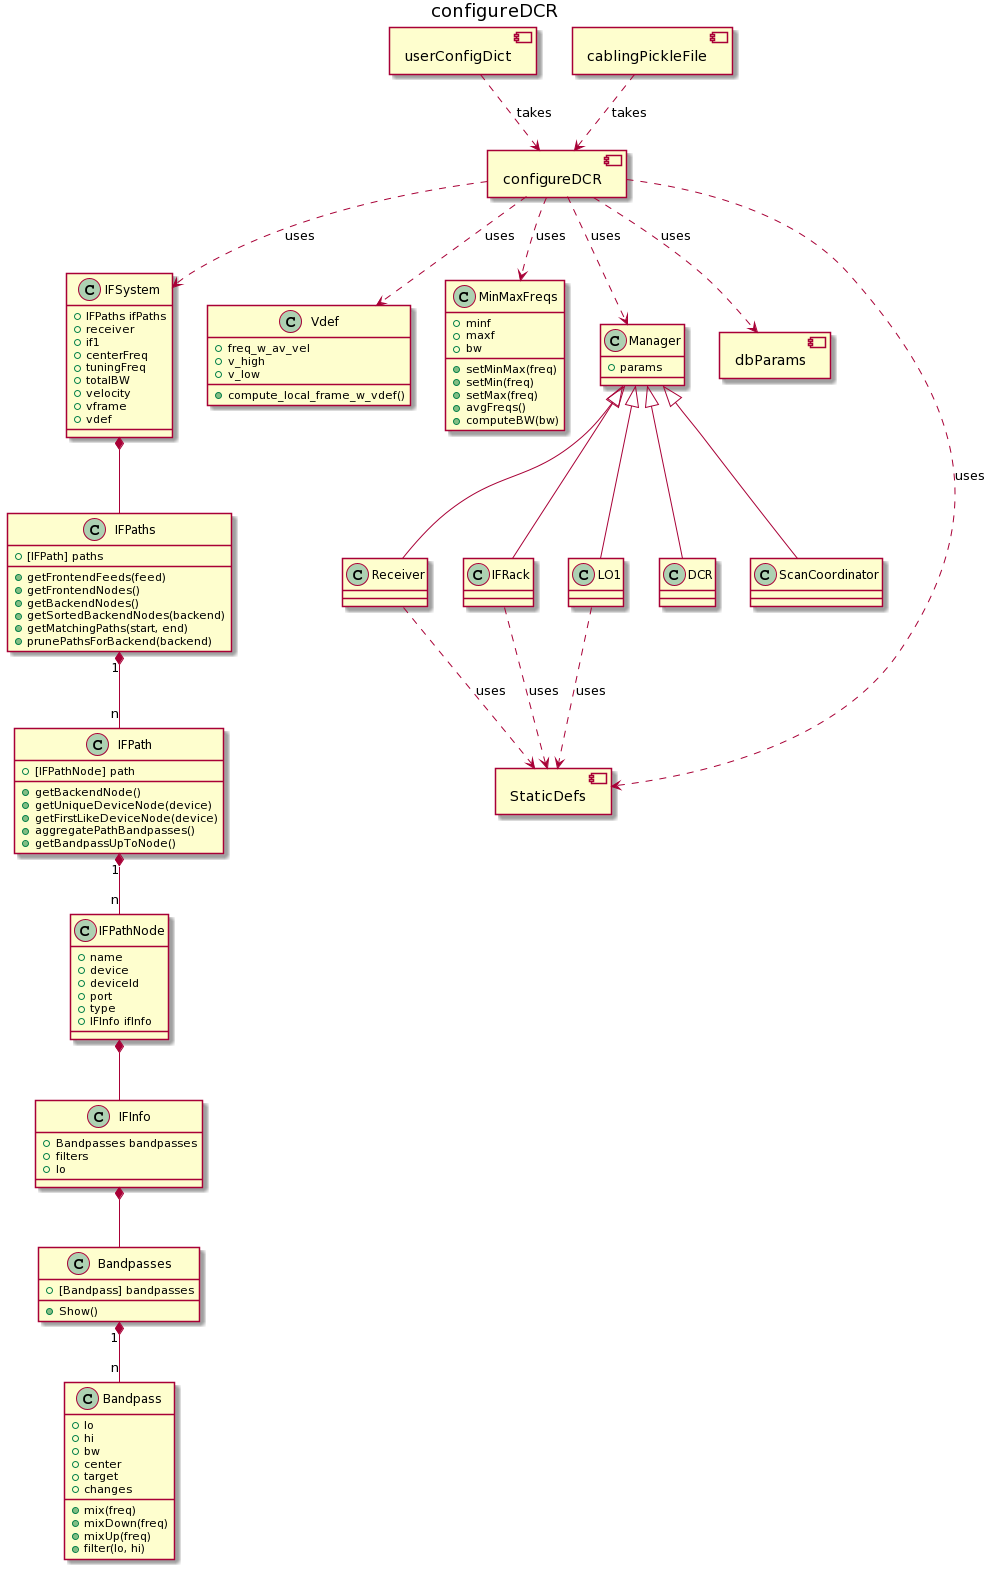 configureDCR
userConfigDict
cablingPickleFile
takes
takes
configureDCR
uses
uses
uses
uses
uses
uses
C IFSystem
IFPaths ifPaths
receiver
if1
centerFreq
tuningFreq
totalBW
velocity
vframe
vdef
C Vdef
freq_w_av_vel
v_high
v_low
compute_local_frame_w_vdef()
C MinMaxFreqs
minf
maxf
bw
setMinMax(freq)
setMin(freq)
setMax(freq)
avgFreqs()
computeBW(bw)
C Manager
params
dbParams
C IFPaths
[IFPath] paths
getFrontendFeeds(feed)
getFrontendNodes()
getBackendNodes()
getSortedBackendNodes(backend)
getMatchingPaths(start, end)
prunePathsForBackend(backend)
C Receiver
C IFRack
C LO1
C DCR
C ScanCoordinator
uses
uses
uses
StaticDefs
1
n
C IFPath
[IFPathNode] path
getBackendNode()
getUniqueDeviceNode(device)
getFirstLikeDeviceNode(device)
aggregatePathBandpasses()
getBandpassUpToNode()
1
n
C IFPathNode
name
device
deviceId
port
type
IFInfo ifInfo
C IFInfo
Bandpasses bandpasses
filters
lo
C Bandpasses
[Bandpass] bandpasses
Show()
1
n
C Bandpass
lo
hi
bw
center
target
changes
mix(freq)
mixDown(freq)
mixUp(freq)
filter(lo, hi)